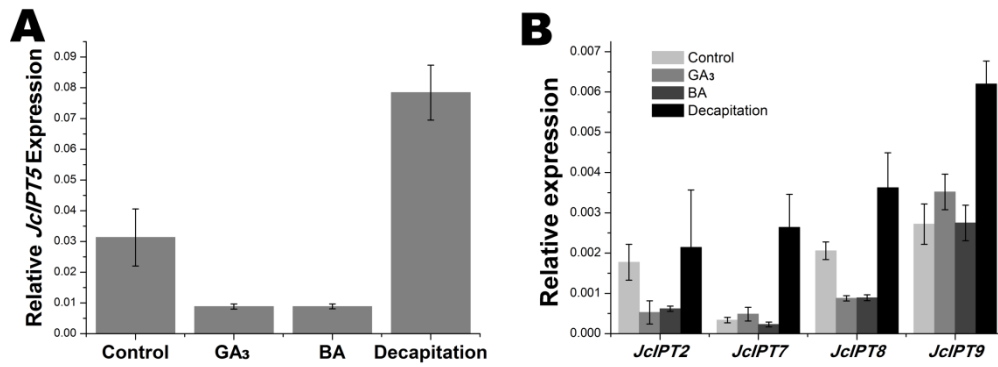 A
Relative JcIPT5 Expression
0.09
0.08
0.07
0.06
0.05
0.04
0.03
0.02
0.01
0.00
Control
GA3
BA
Decapitation
B
Relative expression
0.007
0.006
0.005
0.004
0.003
0.002
0.001
0.000
Control
GA3
BA
Decapitation
JcIPT2
JcIPT7
JcIPT8
JcIPT9